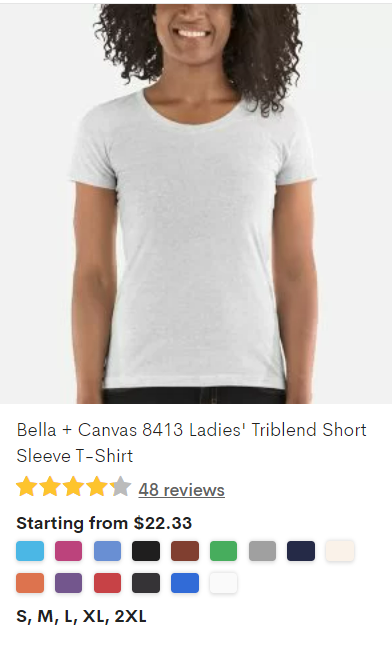 Bella + Canvas 8413 Ladies' Triblend Short
Sleeve T-Shirt
48 reviews
Starting from $22.33
S, M, L, XL, 2XL